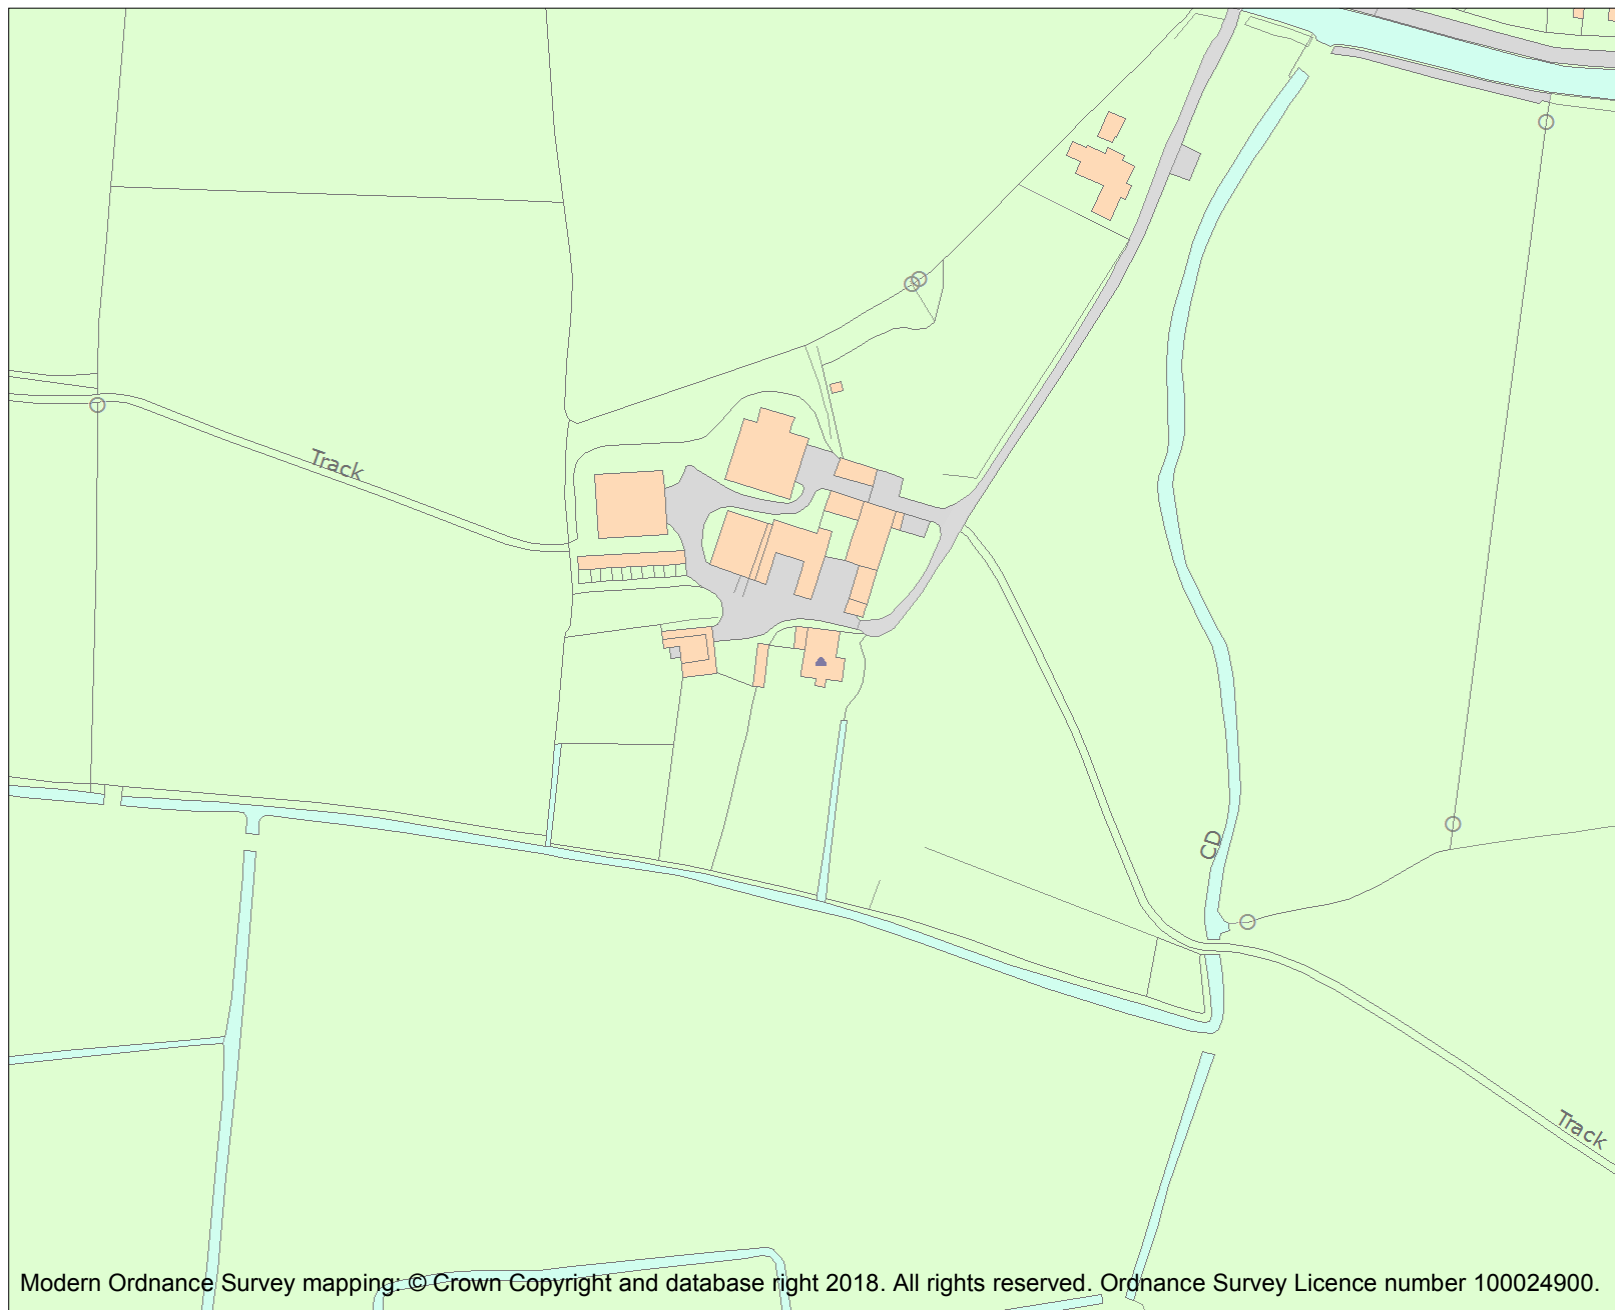 Track
CD
Track
Modern Ordnance Survey mapping: © Crown Copyright and database right 2018. All rights reserved. Ordnance Survey Licence number 100024900.